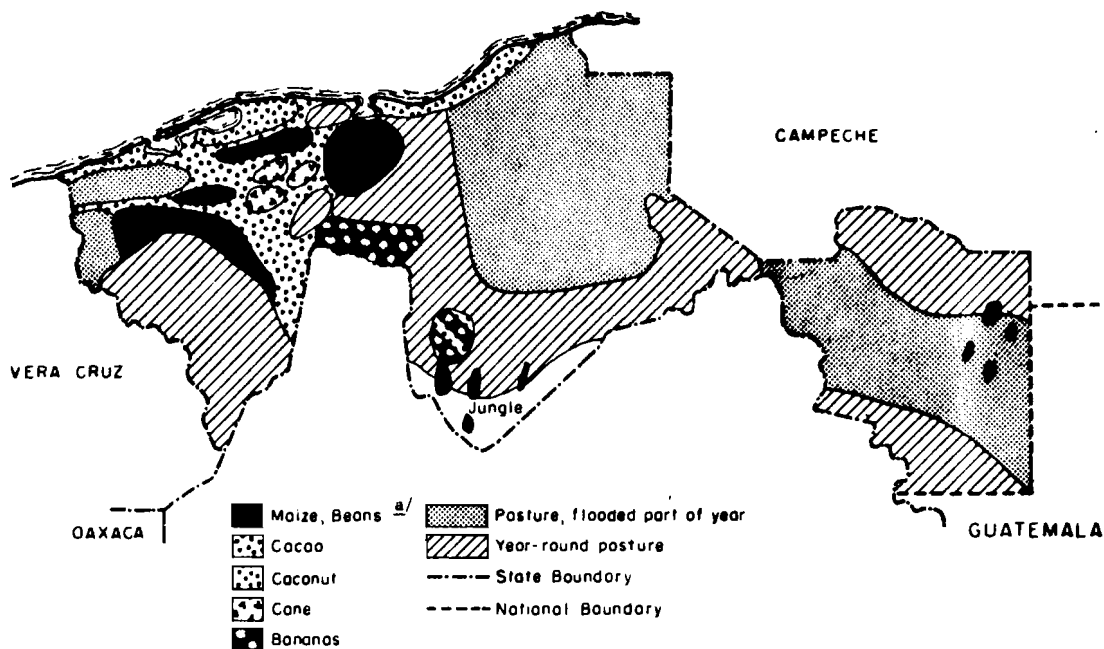 CAMPECHE
VERA CRUZ
Jungle
OAXACA
GUATEMALA
Maize, Beans a/
Cacao
Caconut
Cane
Bananas
Pasture, flooded part of year
Year-round pasture
State Boundary
National Boundary